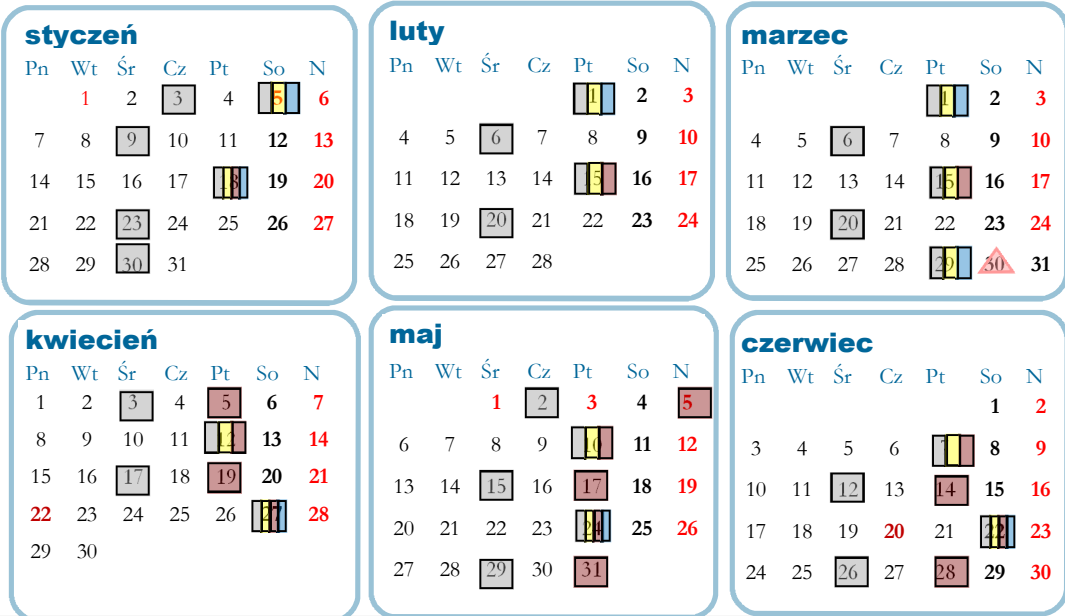 styczeń
Pn Wt Śr Cz Pt So N
1 2 3 4 5 6
7 8 9 10 11 12 13
14 15 16 17 18 19 20
21 22 23 24 25 26 27
28 29 30 31
luty
Pn Wt Śr Cz Pt So N
1 2 3
4 5 6 7 8 9 10
11 12 13 14 15 16 17
18 19 20 21 22 23 24
25 26 27 28
marzec
Pn Wt Śr Cz Pt So N
1 2 3
4 5 6 7 8 9 10
11 12 13 14 15 16 17
18 19 20 21 22 23 24
25 26 27 28 29 30 31
kwiecień
Pn Wt Śr Cz Pt So N
1 2 3 4 5 6 7
8 9 10 11 12 13 14
15 16 17 18 19 20 21
22 23 24 25 26 27 28
29 30
maj
Pn Wt Śr Cz Pt So N
1 2 3 4 5
6 7 8 9 10 11 12
13 14 15 16 17 18 19
20 21 22 23 24 25 26
27 28 29 30 31
czerwiec
Pn Wt Śr Cz Pt So N
1 2
3 4 5 6 7 8 9
10 11 12 13 14 15 16
17 18 19 20 21 22 23
24 25 26 27 28 29 30